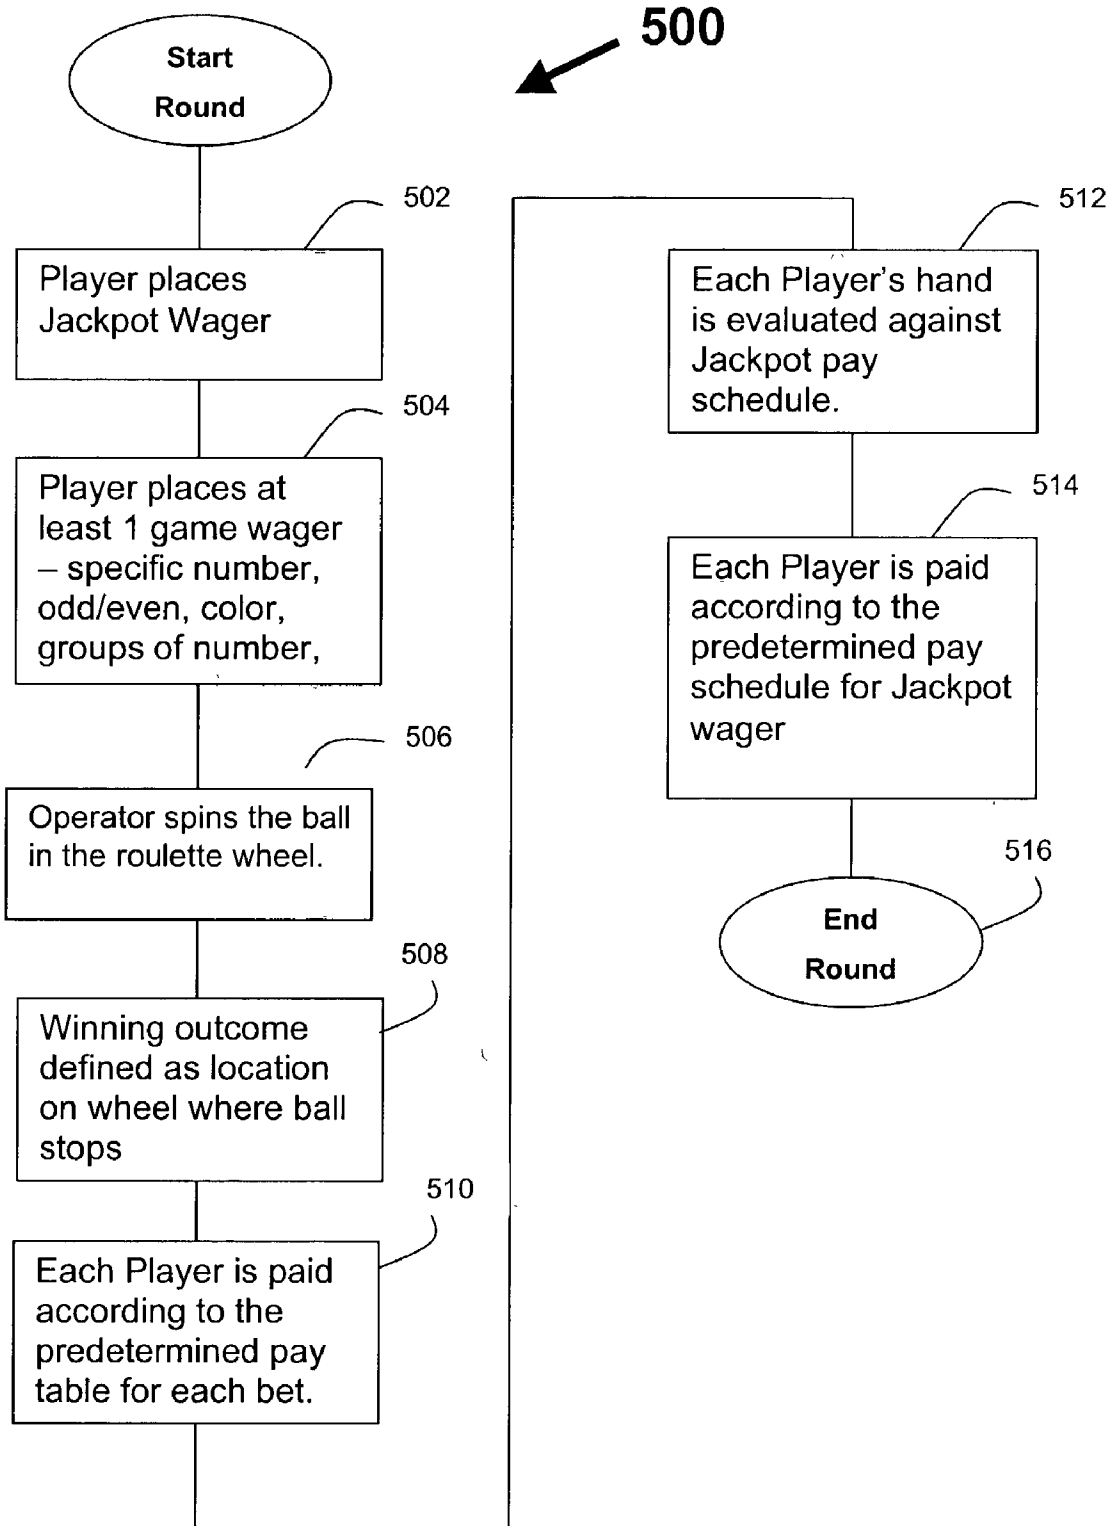 500
Start
Round
502
Player places
Jackpot Wager
504
Player places at
least 1 game wager
– specific number,
odd/even, color,
groups of number,
506
Operator spins the ball
in the roulette wheel.
508
Winning outcome
defined as location
on wheel where ball
stops
510
Each Player is paid
according to the
predetermined pay
table for each bet.
512
Each Player's hand
is evaluated against
Jackpot pay
schedule.
514
Each Player is paid
according to the
predetermined pay
schedule for Jackpot
wager
516
End
Round